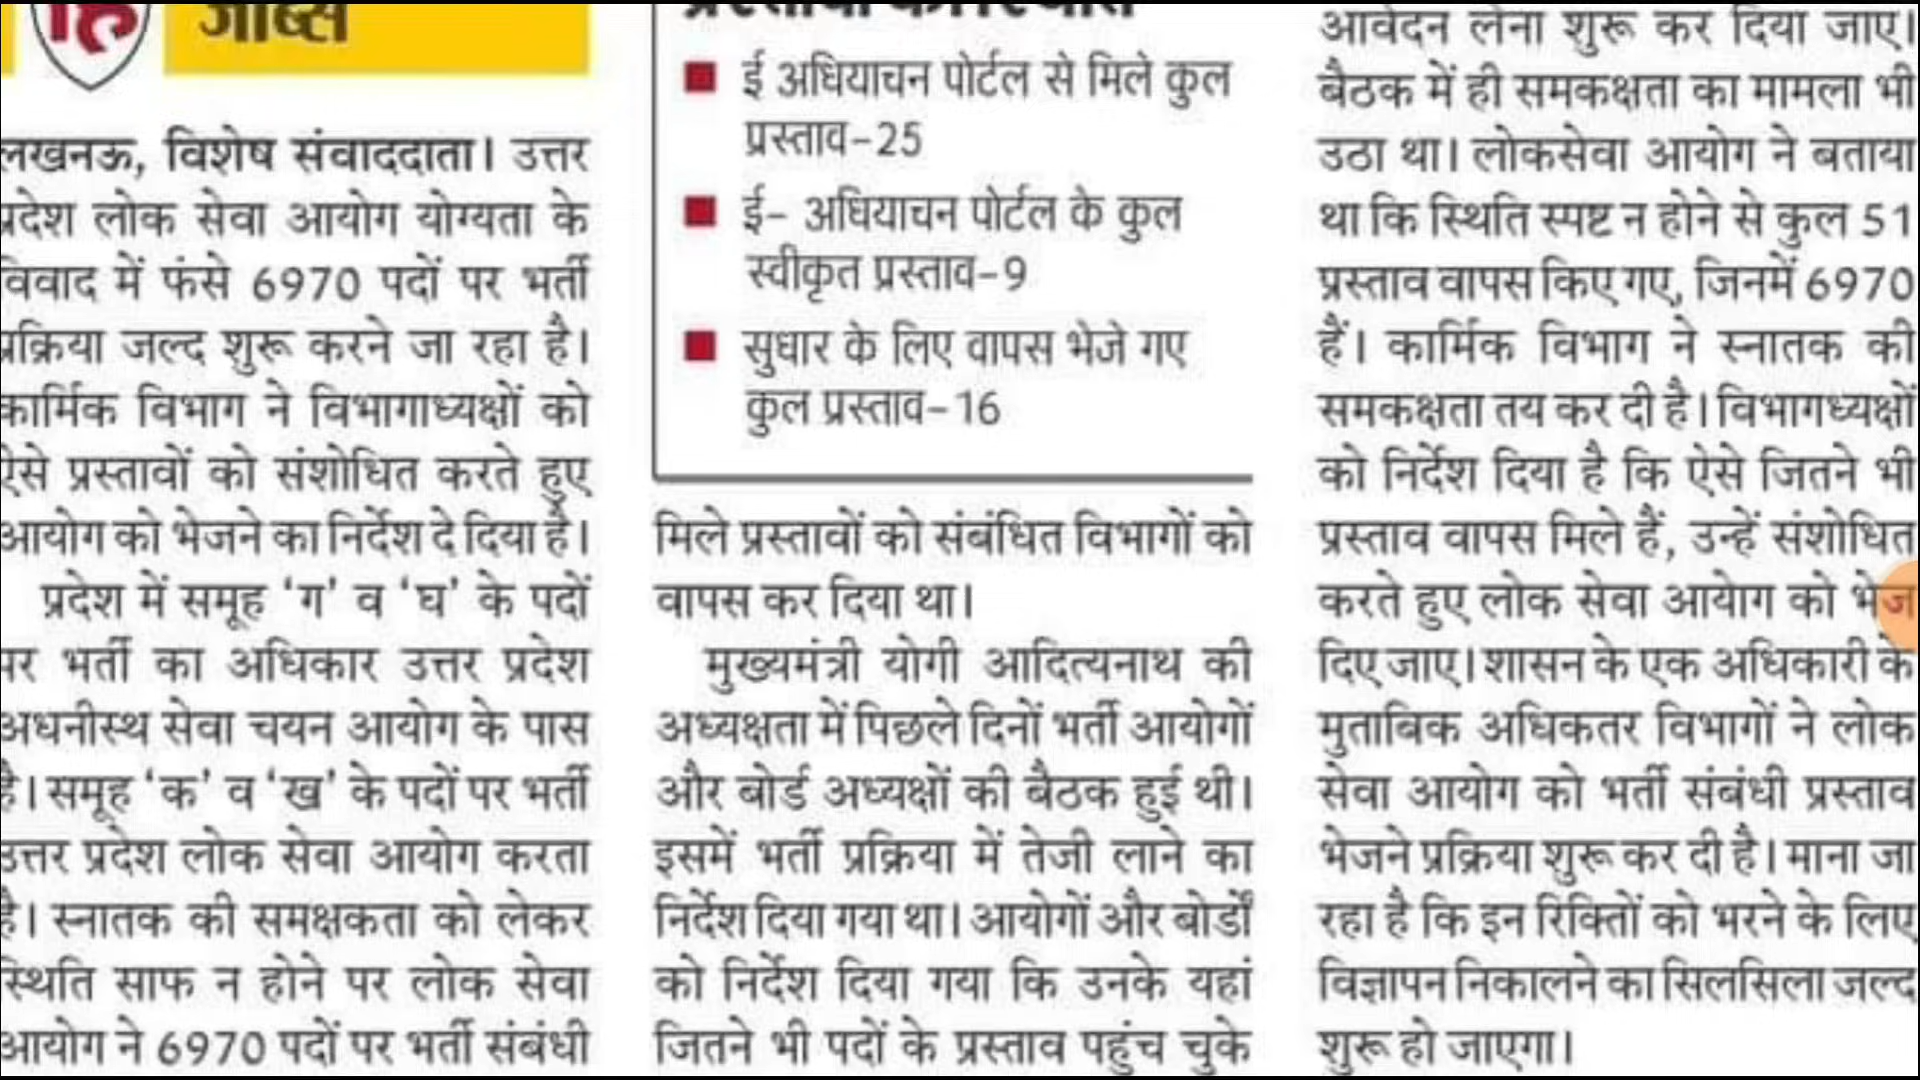 हि
जॉब्स
लखनऊ, विशेष संवाददाता। उत्तर
प्रदेश लोक सेवा आयोग योग्यता के
विवाद में फंसे 6970 पदों पर भर्ती
प्रक्रिया जल्द शुरू करने जा रहा है।
कार्मिक विभाग ने विभागाध्यक्षों को
ऐसे प्रस्तावों को संशोधित करते हुए
आयोग को भेजने का निर्देश दे दिया है।
प्रदेश में समूह ‘ग’ व ‘घ’ के पदों
पर भर्ती का अधिकार उत्तर प्रदेश
अधनीस्थ सेवा चयन आयोग के पास
है। समूह ‘क’ व ‘ख’ के पदों पर भर्ती
उत्तर प्रदेश लोक सेवा आयोग करता
है। स्नातक की समक्षकता को लेकर
स्थिति साफ न होने पर लोक सेवा
आयोग ने 6970 पदों पर भर्ती संबंधी
ई अधियाचन पोर्टल से मिले कुल
प्रस्ताव-25
ई- अधियाचन पोर्टल के कुल
स्वीकृत प्रस्ताव-9
सुधार के लिए वापस भेजे गए
कुल प्रस्ताव-16
मिले प्रस्तावों को संबंधित विभागों को
वापस कर दिया था।
मुख्यमंत्री योगी आदित्यनाथ की
अध्यक्षता में पिछले दिनों भर्ती आयोगों
और बोर्ड अध्यक्षों की बैठक हुई थी।
इसमें भर्ती प्रक्रिया में तेजी लाने का
निर्देश दिया गया था। आयोगों और बोर्डों
को निर्देश दिया गया कि उनके यहां
जितने भी पदों के प्रस्ताव पहुंच चुके
आवेदन लेना शुरू कर दिया जाए।
बैठक में ही समकक्षता का मामला भी
उठा था। लोकसेवा आयोग ने बताया
था कि स्थिति स्पष्ट न होने से कुल 51
प्रस्ताव वापस किए गए, जिनमें 6970
हैं। कार्मिक विभाग ने स्नातक की
समकक्षता तय कर दी है। विभागध्यक्षों
को निर्देश दिया है कि ऐसे जितने भी
प्रस्ताव वापस मिले हैं, उन्हें संशोधित
करते हुए लोक सेवा आयोग को भेज
दिए जाए। शासन के एक अधिकारी के
मुताबिक अधिकतर विभागों ने लोक
सेवा आयोग को भर्ती संबंधी प्रस्ताव
भेजने प्रक्रिया शुरू कर दी है। माना जा
रहा है कि इन रिक्तिों को भरने के लिए
विज्ञापन निकालने का सिलसिला जल्द
शुरू हो जाएगा।